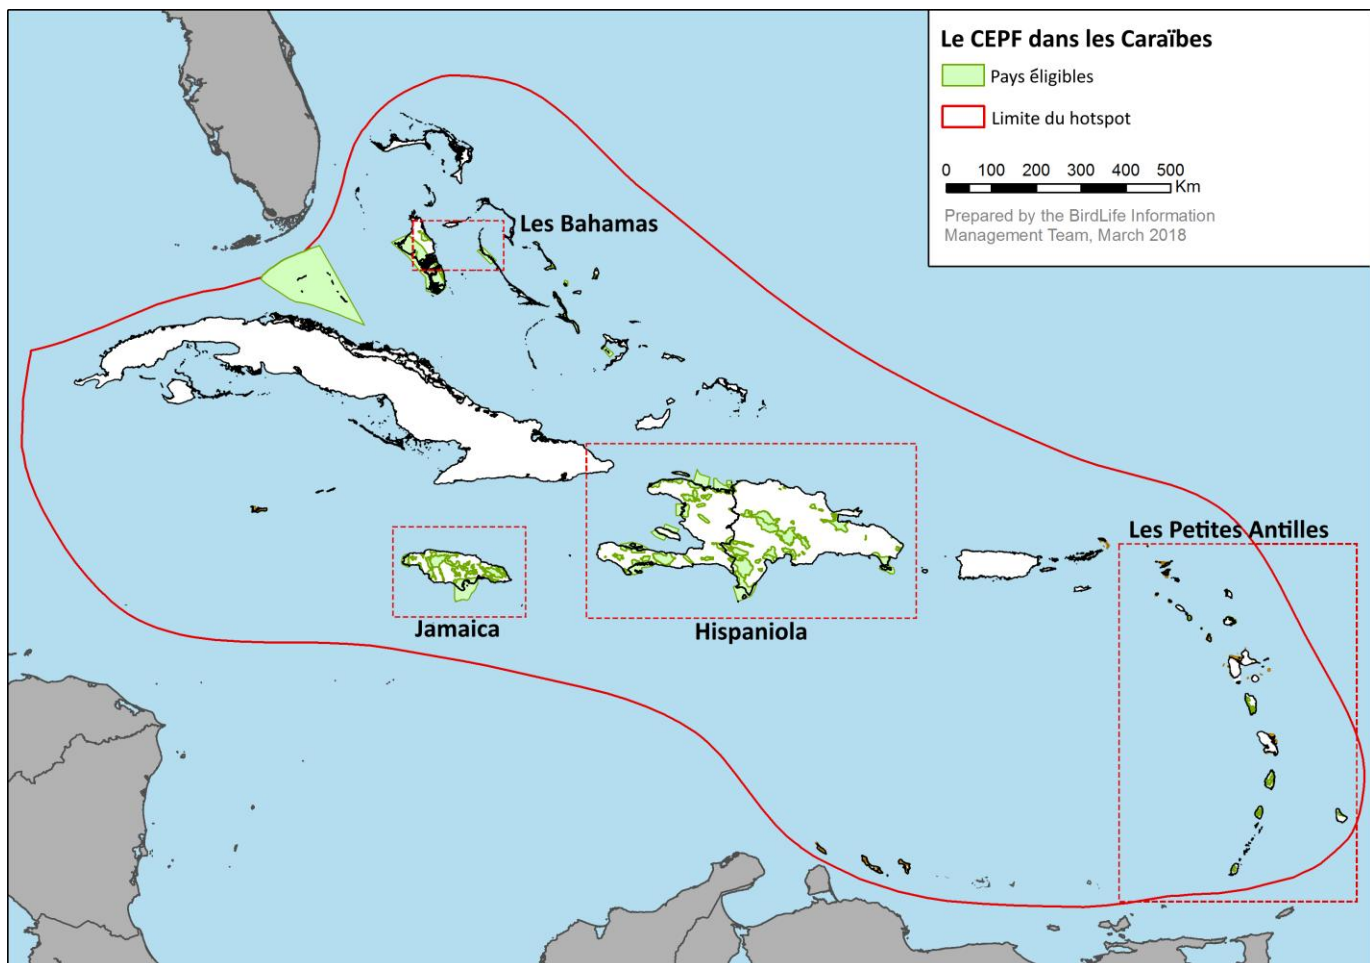 Le CEPF dans les Caraïbes
Pays éligibles
Limite du hotspot
0 100 200 300 400 500
Km
Prepared by the BirdLife Information
Management Team, March 2018
Les Bahamas
Les Petites Antilles
Jamaica
Hispaniola